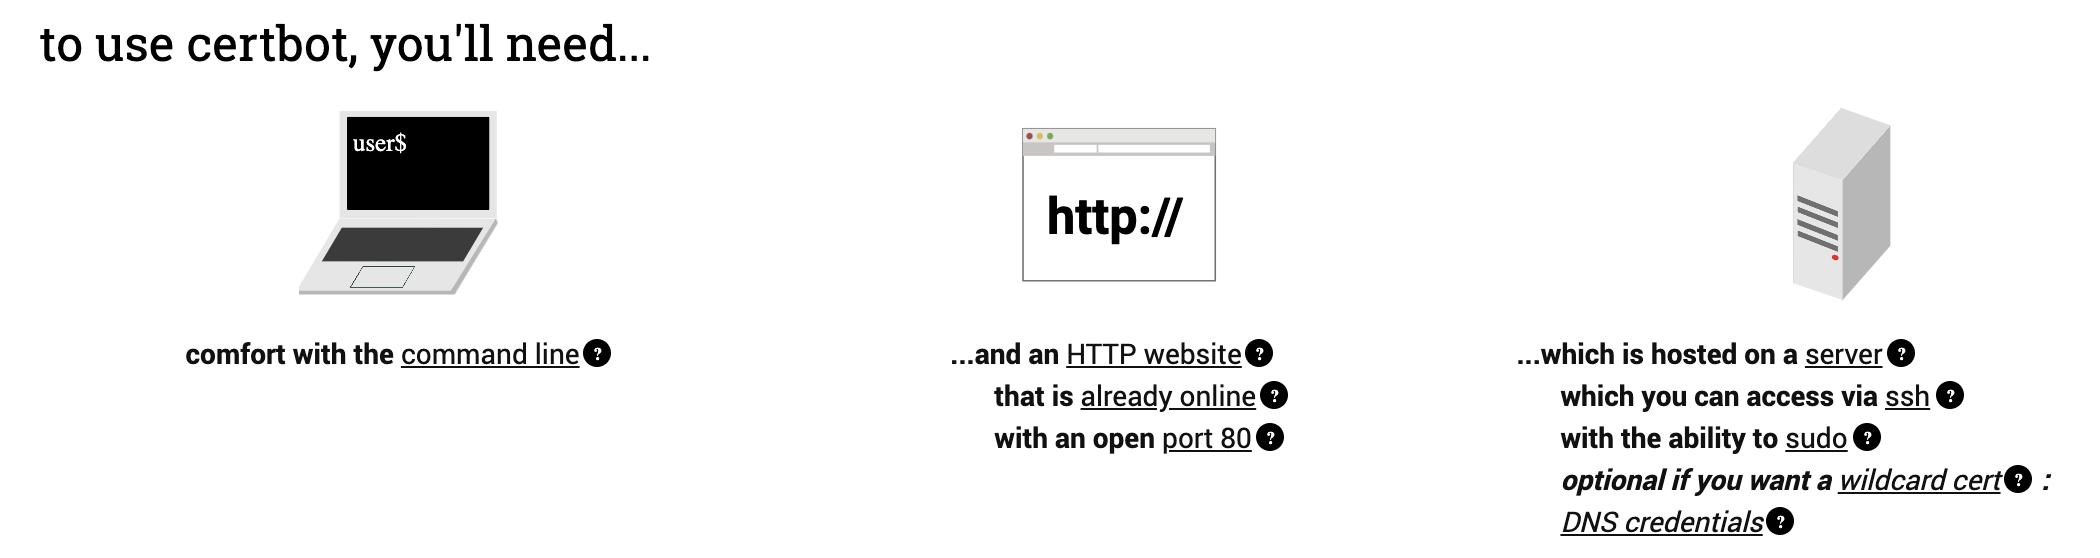 to use certbot, you'll need...
user$
comfort with the command line ?
http://
...and an HTTP website ?
that is already online ?
with an open port 80 ?
...which is hosted on a server ?
which you can access via ssh ?
with the ability to sudo ?
optional if you want a wildcard cert ? :
DNS credentials ?